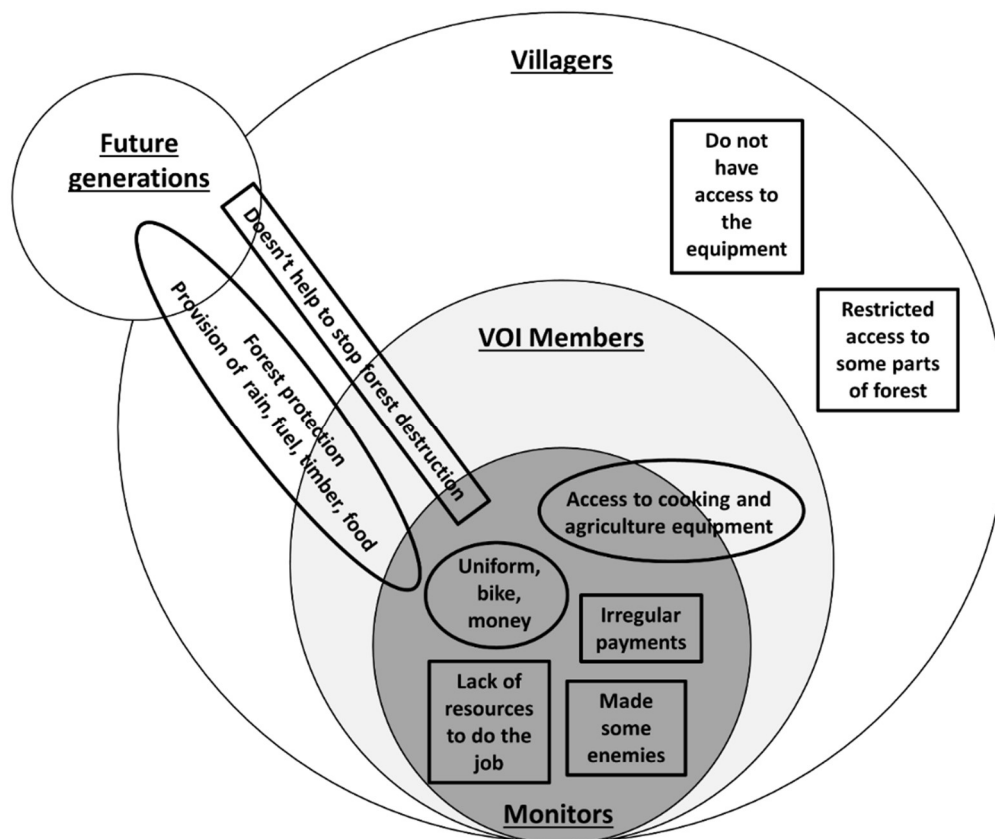 Villagers
Future
generations
Do not
have
access to
the
equipment
Restricted
access to
some parts
of forest
Doesn't help to stop forest destruction
Forest protection
Provision of rain, fuel, timber, food
VOI Members
Access to cooking and
agriculture equipment
Uniform,
bike,
money
Irregular
payments
Lack of
resources
to do the
job
Made
some
enemies
Monitors